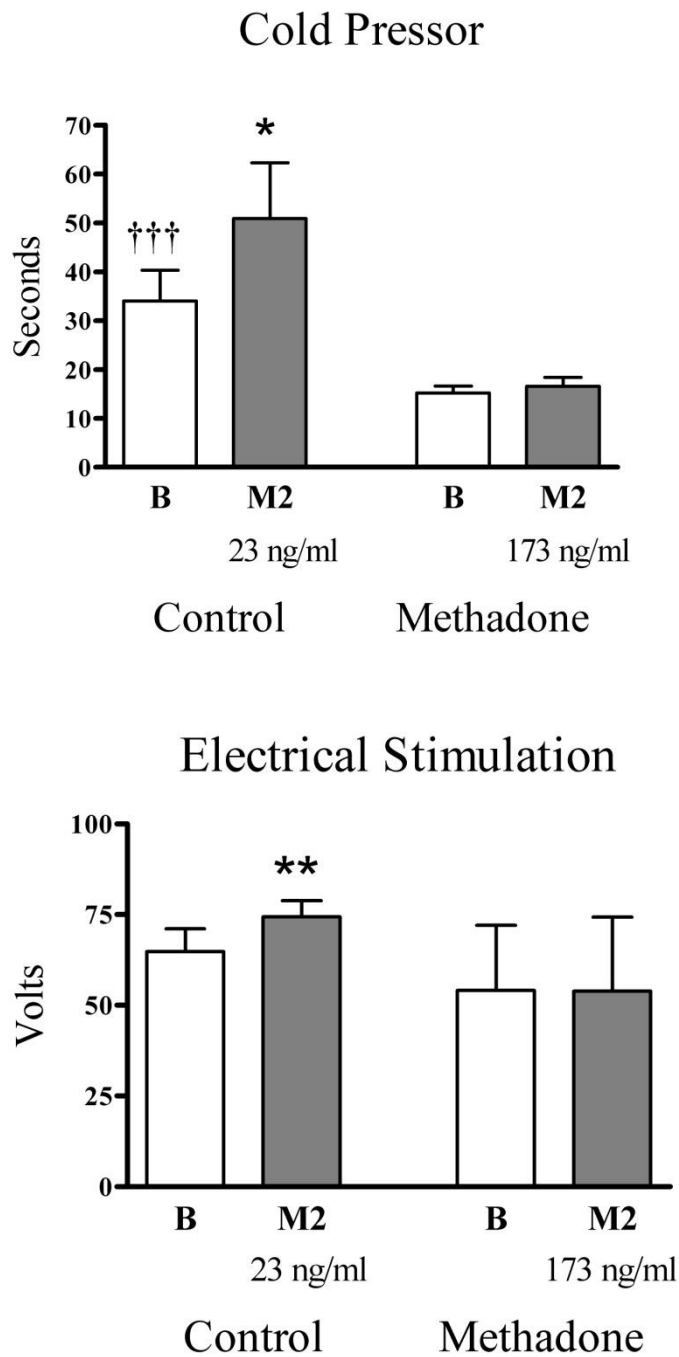 Cold Pressor
70
60
50
40
30
20
10
0
Seconds
†††
*
B M2 B M2
23 ng/ml 173 ng/ml
Control Methadone
Electrical Stimulation
100
75
50
25
0
Volts
**
B M2 B M2
23 ng/ml 173 ng/ml
Control Methadone